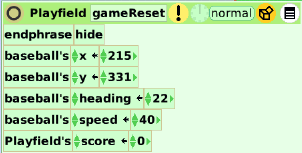 Playfield gameReset ! normal
endphrase hide
baseball's x ← 215
baseball's y ← 331
baseball's heading ← 22
baseball's speed ← 40
Playfield's score ← 0